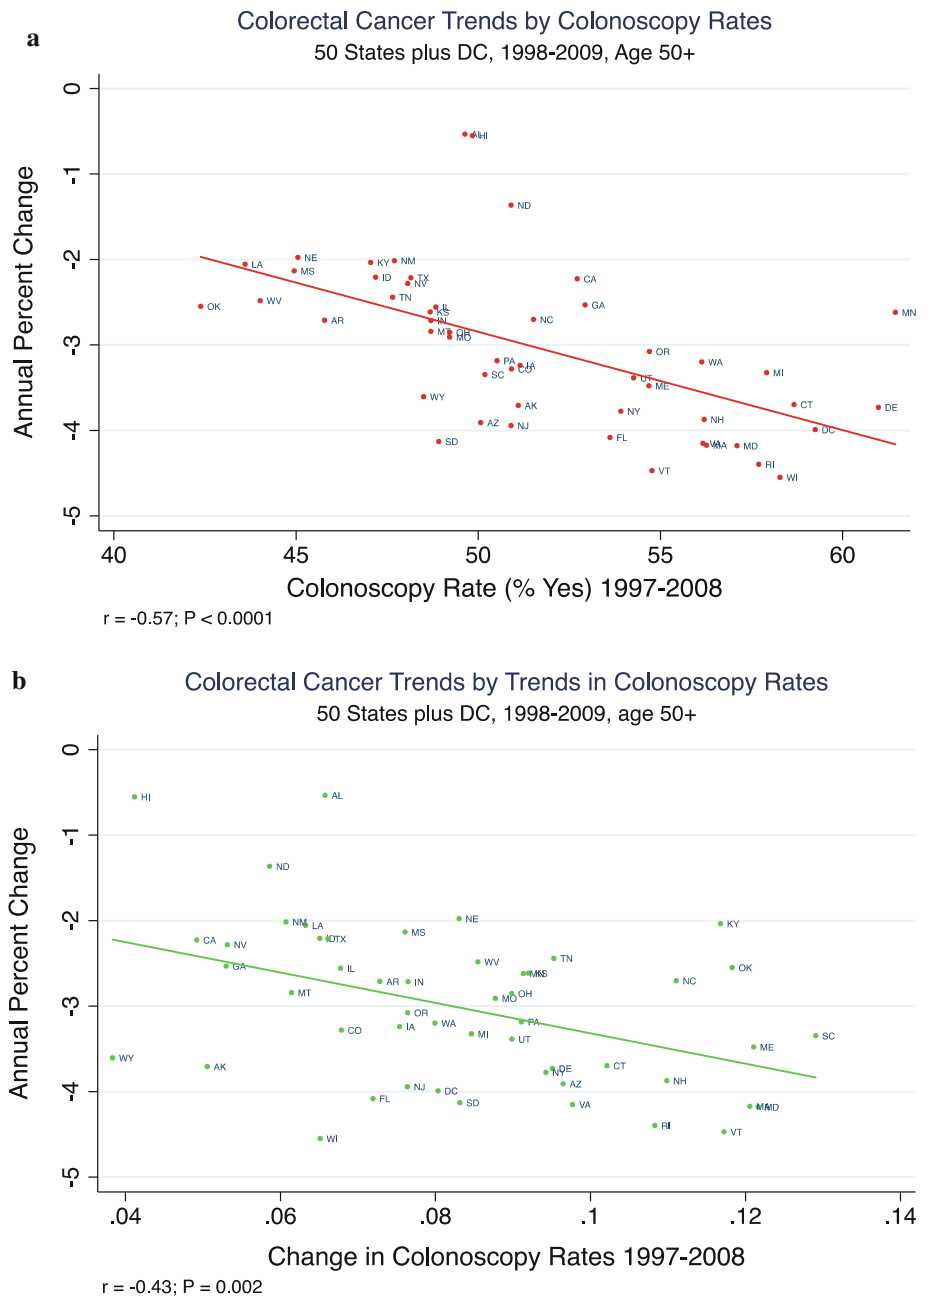 a
Colorectal Cancer Trends by Colonoscopy Rates
50 States plus DC, 1998-2009, Age 50+
Annual Percent Change
0
-1
-2
-3
-4
-5
AL HI
ND
NE
LA
MS
KY NM
ID TX
NV
CA
OK
WV
TN
IL
GA
AR
KS
IN
NC
MN
MT OH
MO
OR
PA
IA
CO
WA
SC
UT
MI
ME
WY
AK
NY
CT
DE
AZ
NJ
NH
DC
SD
FL
VA MA
MD
VT
RI
WI
40 45 50 55 60
Colonoscopy Rate (% Yes) 1997-2008
r = -0.57; P < 0.0001
b
Colorectal Cancer Trends by Trends in Colonoscopy Rates
50 States plus DC, 1998-2009, age 50+
Annual Percent Change
0
-1
-2
-3
-4
-5
HI
AL
ND
NM
LA
NE
KY
CA
NV
ID TX
MS
GA
IL
WV
TN
MN KS
OK
MT
AR
IN
MO
OH
NC
OR
CO
IA
WA
MI
PA
UT
SC
ME
WY
AK
NY
DE
CT
NJ
DC
AZ
NH
FL
SD
VA
MA MD
WI
RI
VT
.04 .06 .08 .1 .12 .14
Change in Colonoscopy Rates 1997-2008
r = -0.43; P = 0.002